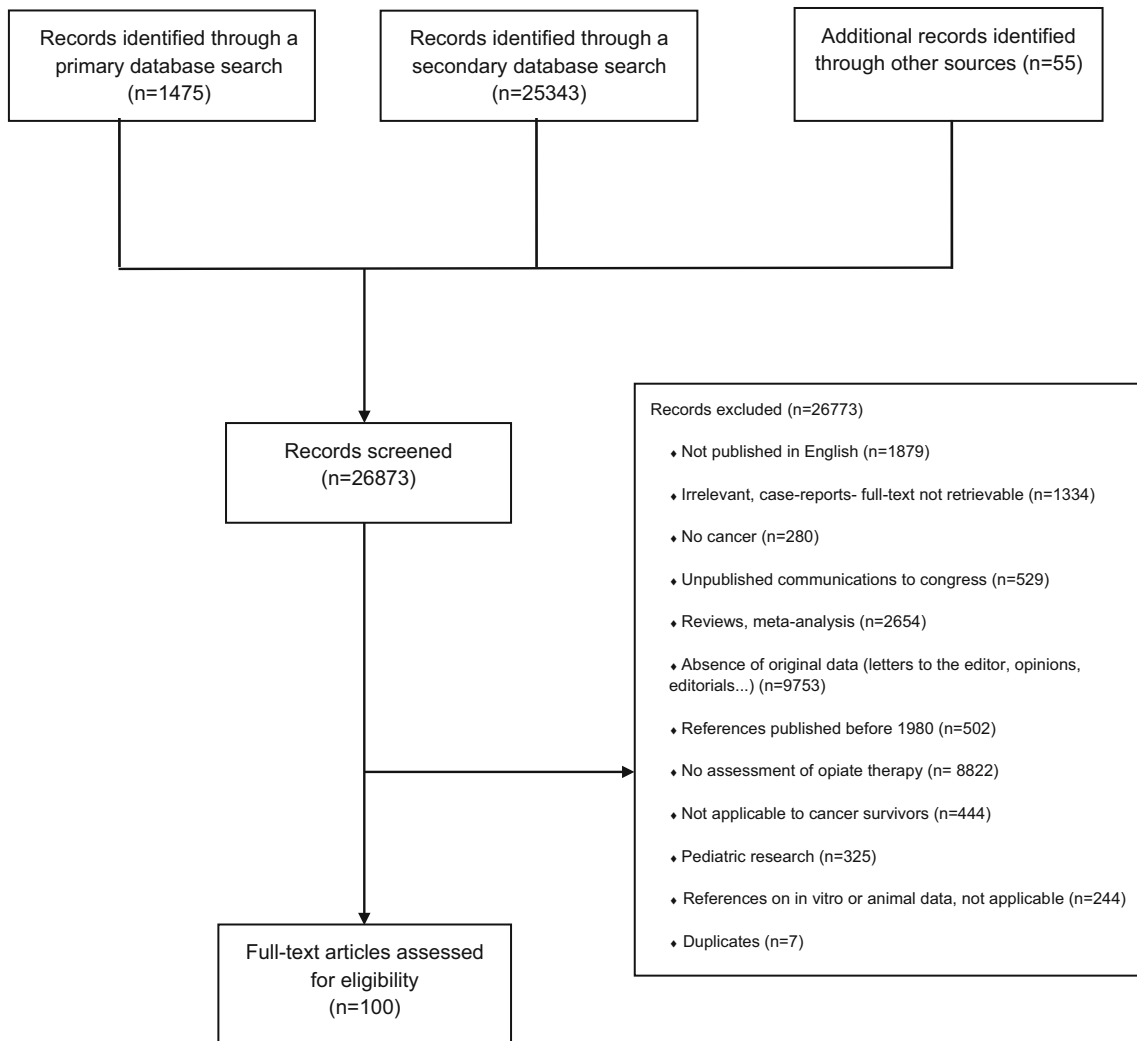 Records identified through a
primary database search
(n=1475)
Records identified through a
secondary database search
(n=25343)
Additional records identified
through other sources (n=55)
Records screened
(n=26873)
Records excluded (n=26773)
♦ Not published in English (n=1879)
♦ Irrelevant, case-reports- full-text not retrievable (n=1334)
♦ No cancer (n=280)
♦ Unpublished communications to congress (n=529)
♦ Reviews, meta-analysis (n=2654)
♦ Absence of original data (letters to the editor, opinions,
editorials...) (n=9753)
♦ References published before 1980 (n=502)
♦ No assessment of opiate therapy (n= 8822)
♦ Not applicable to cancer survivors (n=444)
♦ Pediatric research (n=325)
♦ References on in vitro or animal data, not applicable (n=244)
♦ Duplicates (n=7)
Full-text articles assessed
for eligibility
(n=100)